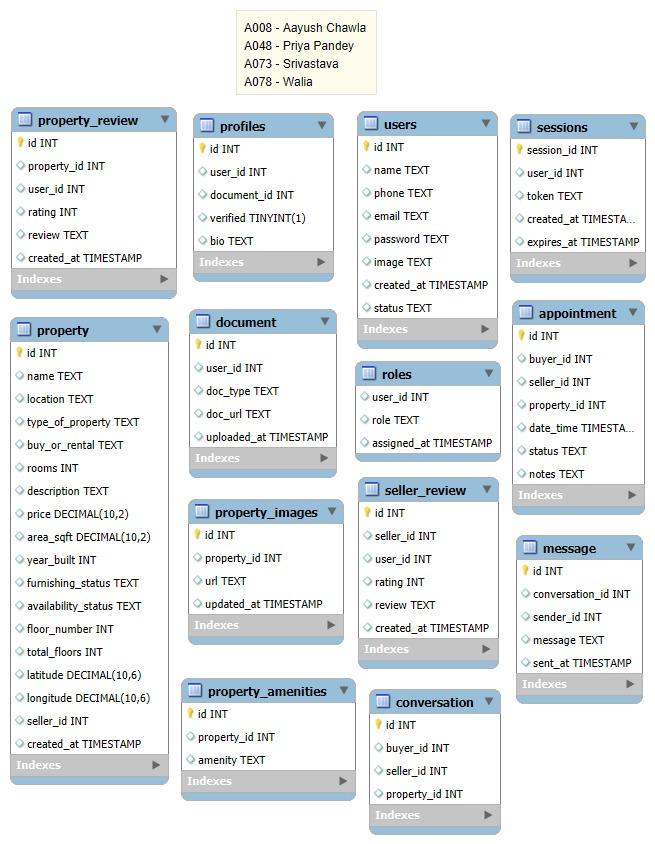 A008 - Aayush Chawla
A048 - Priya Pandey
A073 - Srivastava
A078 - Walia
property_review
id INT
property_id INT
user_id INT
rating INT
review TEXT
created_at TIMESTAMP
Indexes
profiles
id INT
user_id INT
document_id INT
verified TINYINT(1)
bio TEXT
Indexes
users
id INT
name TEXT
phone TEXT
email TEXT
password TEXT
image TEXT
created_at TIMESTAMP
status TEXT
Indexes
sessions
session_id INT
user_id INT
token TEXT
created_at TIMESTA...
expires_at TIMESTAMP
Indexes
property
id INT
name TEXT
location TEXT
type_of_property TEXT
buy_or_rental TEXT
rooms INT
description TEXT
price DECIMAL(10,2)
area_sqft DECIMAL(10,2)
year_built INT
furnishing_status TEXT
availability_status TEXT
floor_number INT
total_floors INT
latitude DECIMAL(10,6)
longitude DECIMAL(10,6)
seller_id INT
created_at TIMESTAMP
Indexes
document
id INT
user_id INT
doc_type TEXT
doc_url TEXT
uploaded_at TIMESTAMP
Indexes
roles
user_id INT
role TEXT
assigned_at TIMESTAMP
appointment
id INT
buyer_id INT
seller_id INT
property_id INT
date_time TIMESTA...
status TEXT
notes TEXT
Indexes
property_images
id INT
property_id INT
url TEXT
updated_at TIMESTAMP
Indexes
seller_review
id INT
seller_id INT
user_id INT
rating INT
review TEXT
created_at TIMESTAMP
Indexes
message
id INT
conversation_id INT
sender_id INT
message TEXT
sent_at TIMESTAMP
Indexes
property_amenities
id INT
property_id INT
amenity TEXT
Indexes
conversation
id INT
buyer_id INT
seller_id INT
property_id INT
Indexes